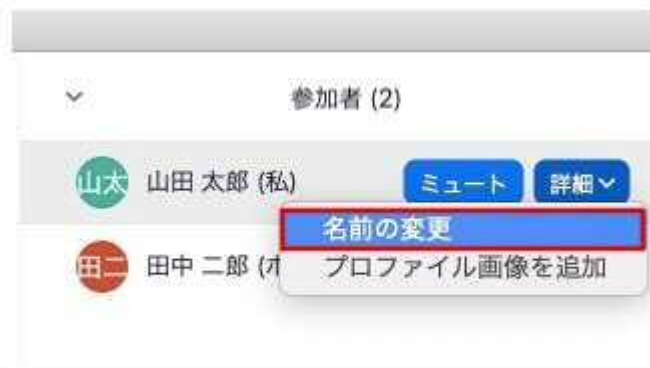 参加者 (2)
山太 山田 太郎 (私) ミュート 詳細
名前の変更
田二 田中 二郎 (ホ プロファイル画像を追加